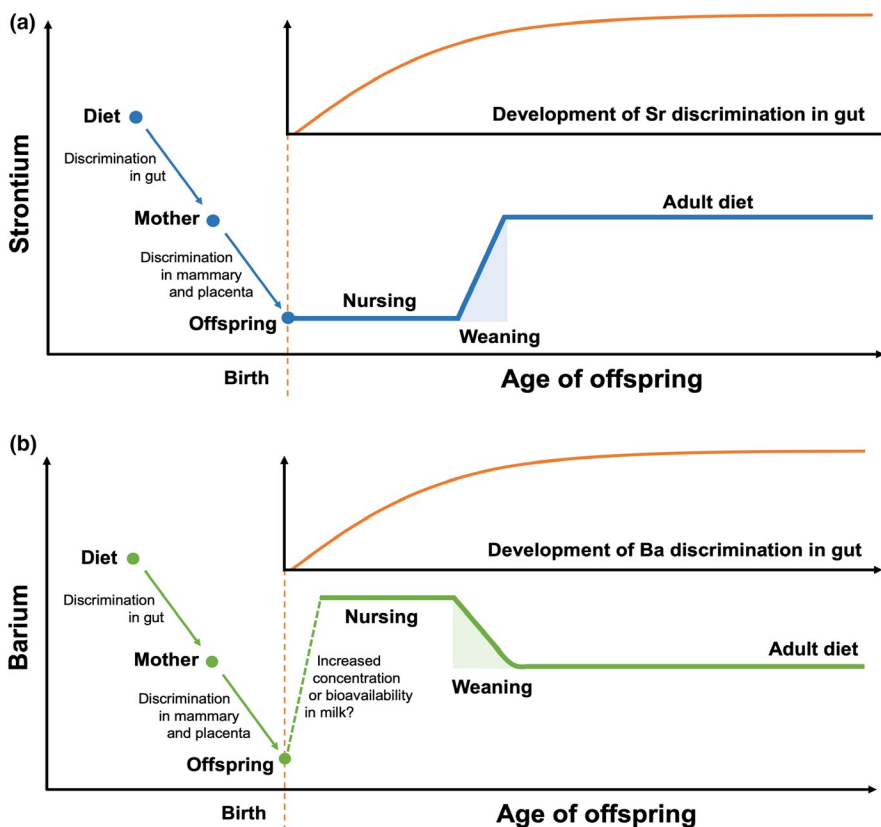 (a)
Strontium
Development of Sr discrimination in gut
Diet
Discrimination
in gut
Mother
Discrimination
in mammary
and placenta
Offspring
Nursing
Weaning
Adult diet
Birth
Age of offspring
(b)
Barium
Development of Ba discrimination in gut
Diet
Discrimination
in gut
Mother
Discrimination
in mammary
and placenta
Offspring
Increased
concentration
or bioavailability
in milk?
Nursing
Weaning
Adult diet
Birth
Age of offspring